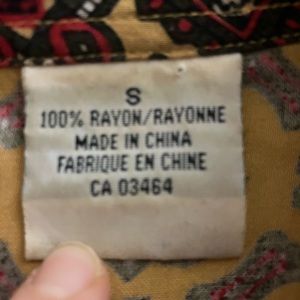 S
100% RAYON/RAYONNE
MADE IN CHINA
FABRIQUE EN CHINE
CA 03464